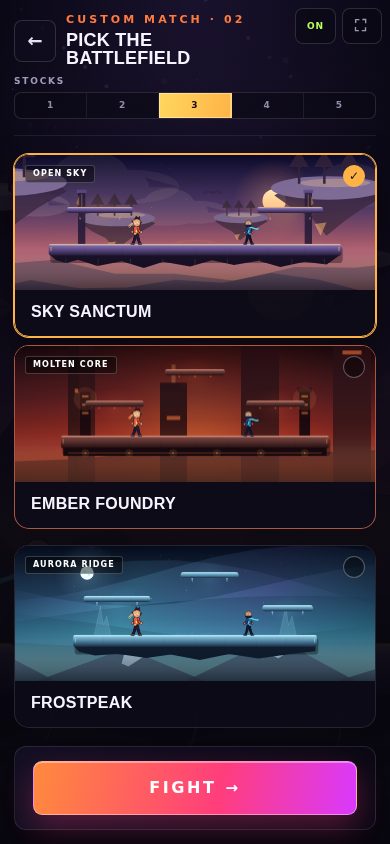 CUSTOM MATCH · 02
ON
←
PICK THE
BATTLEFIELD
STOCKS
1 2 3 4 5
OPEN SKY
✓
SKY SANCTUM
MOLTEN CORE
EMBER FOUNDRY
AURORA RIDGE
FROSTPEAK
FIGHT →